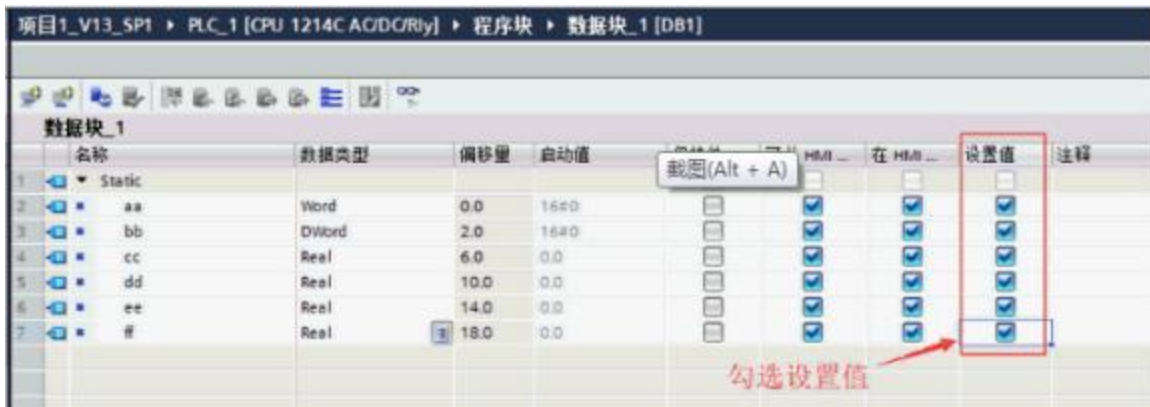 项目1_V13_SP1 ▸ PLC_1 [CPU 1214C AC/DC/Rly] ▸ 程序块 ▸ 数据块_1 [DB1]
数据块_1
名称 数据类型 偏移量 启动值 HMI ... 在 HMI ... 设置值 注释
截图(Alt + A)
1 Static
2 aa Word 0.0 16#0
3 bb DWord 2.0 16#0
4 cc Real 6.0 0.0
5 dd Real 10.0 0.0
6 ee Real 14.0 0.0
7 ff Real 18.0 0.0
勾选设置值